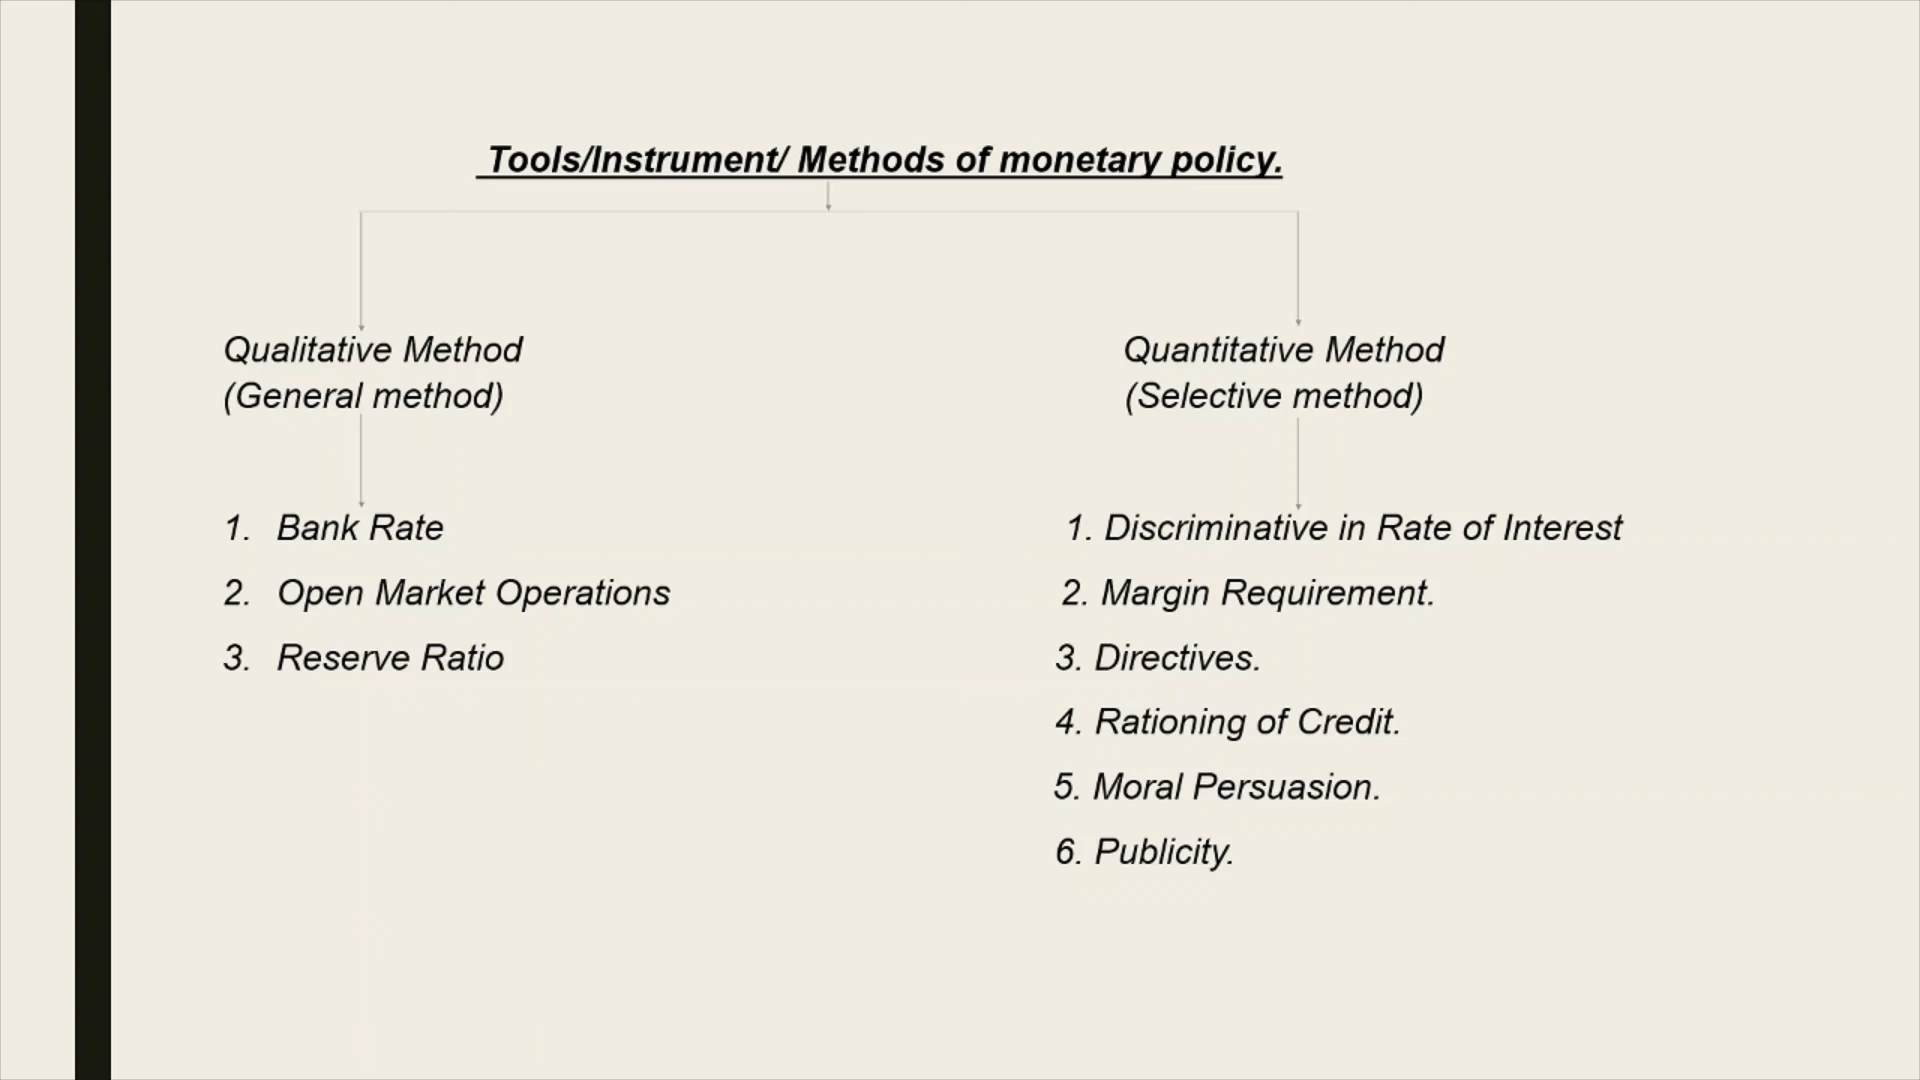 Tools/Instrument/ Methods of monetary policy.
Qualitative Method
(General method)
1. Bank Rate
2. Open Market Operations
3. Reserve Ratio
Quantitative Method
(Selective method)
1. Discriminative in Rate of Interest
2. Margin Requirement.
3. Directives.
4. Rationing of Credit.
5. Moral Persuasion.
6. Publicity.